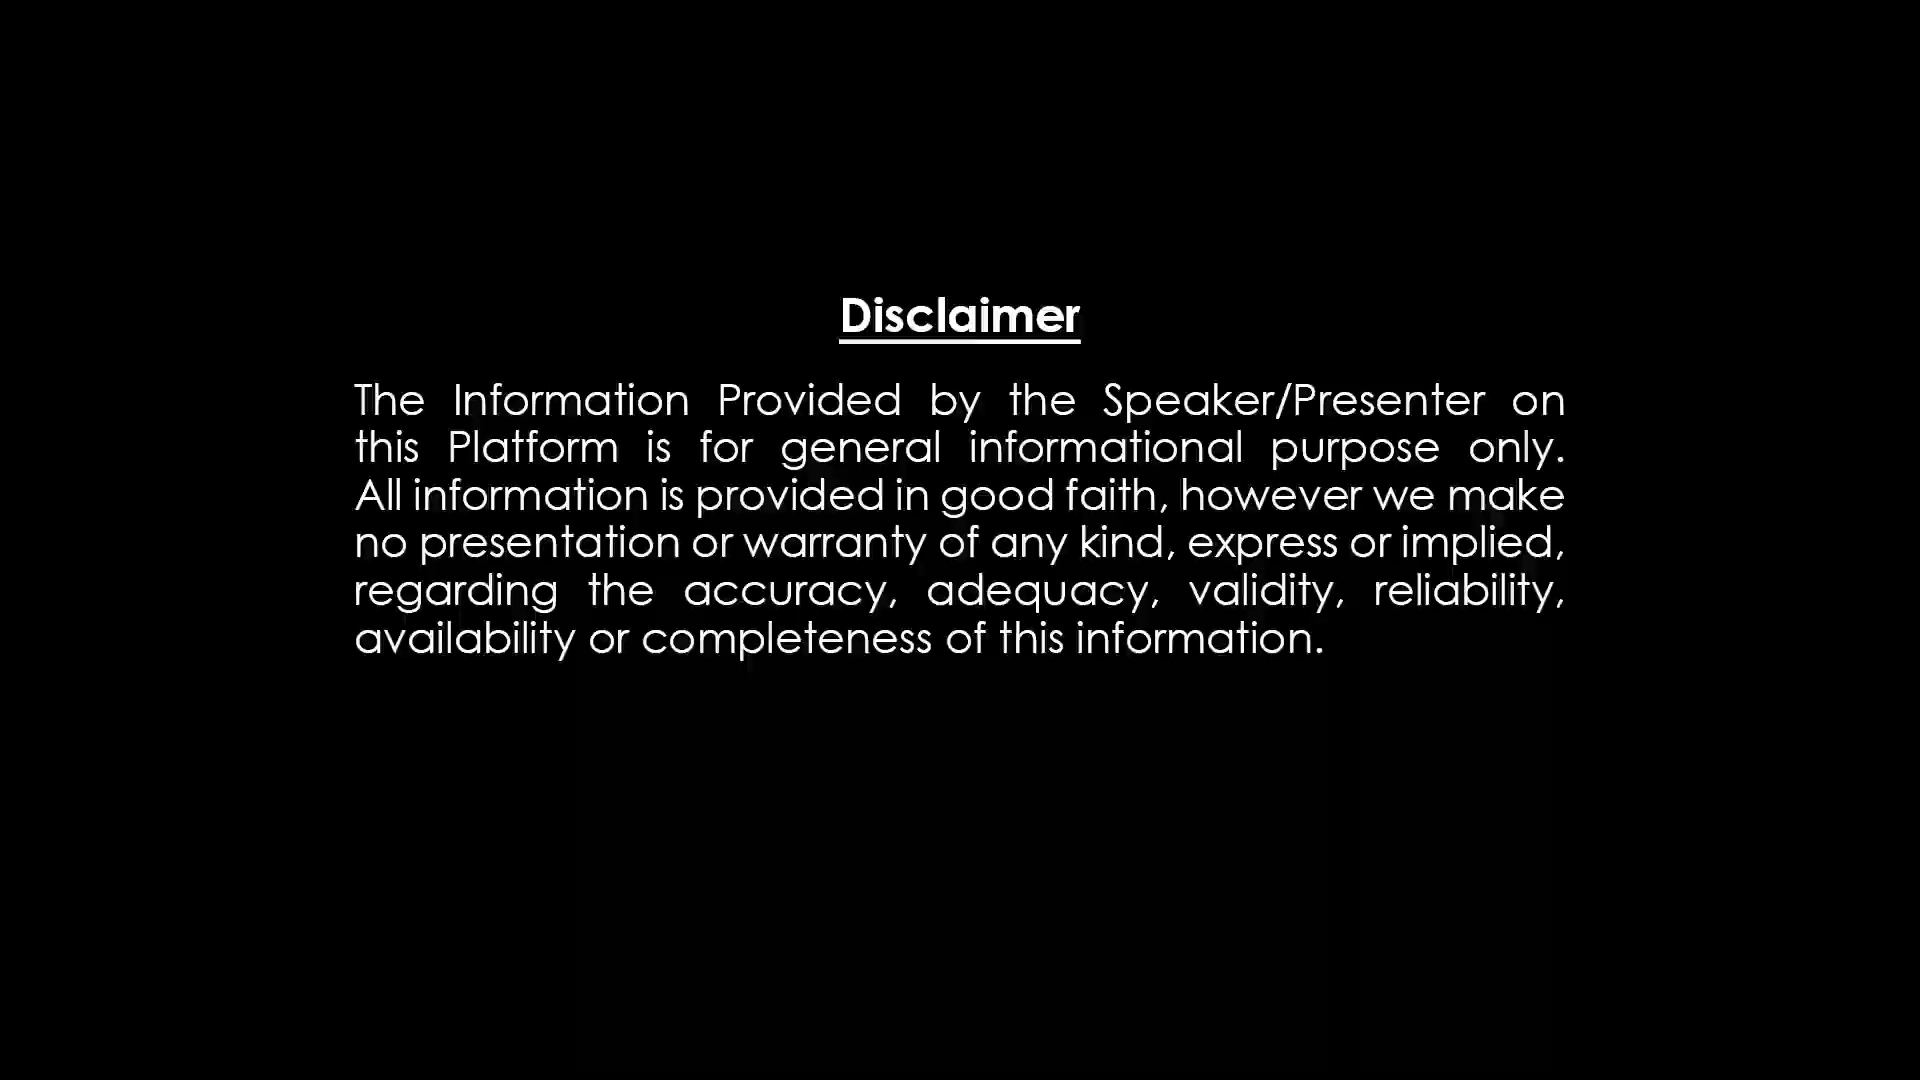 Disclaimer
The Information Provided by the Speaker/Presenter on
this Platform is for general informational purpose only.
All information is provided in good faith, however we make
no presentation or warranty of any kind, express or implied,
regarding the accuracy, adequacy, validity, reliability,
availability or completeness of this information.